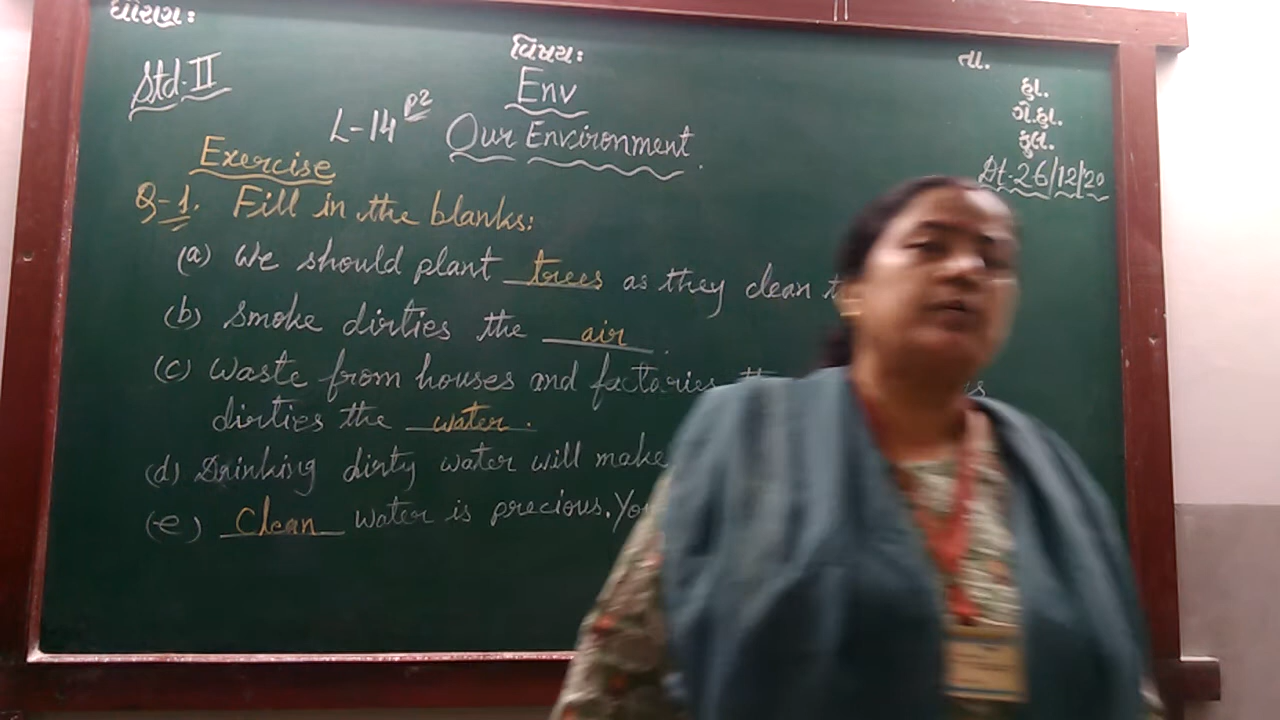 ધોરણ:
વિષય:
તા.
Std. II
Env
હા.
ગે.હા.
કુલ.
L-14 P2 Our Environment.
Dt. 26/12/20
Exercise
Q-1. Fill in the blanks:
(a) We should plant trees as they clean
(b) Smoke dirties the air.
(c) Waste from houses and factories
dirties the water.
(d) Drinking dirty water will make
(e) Clean water is precious.